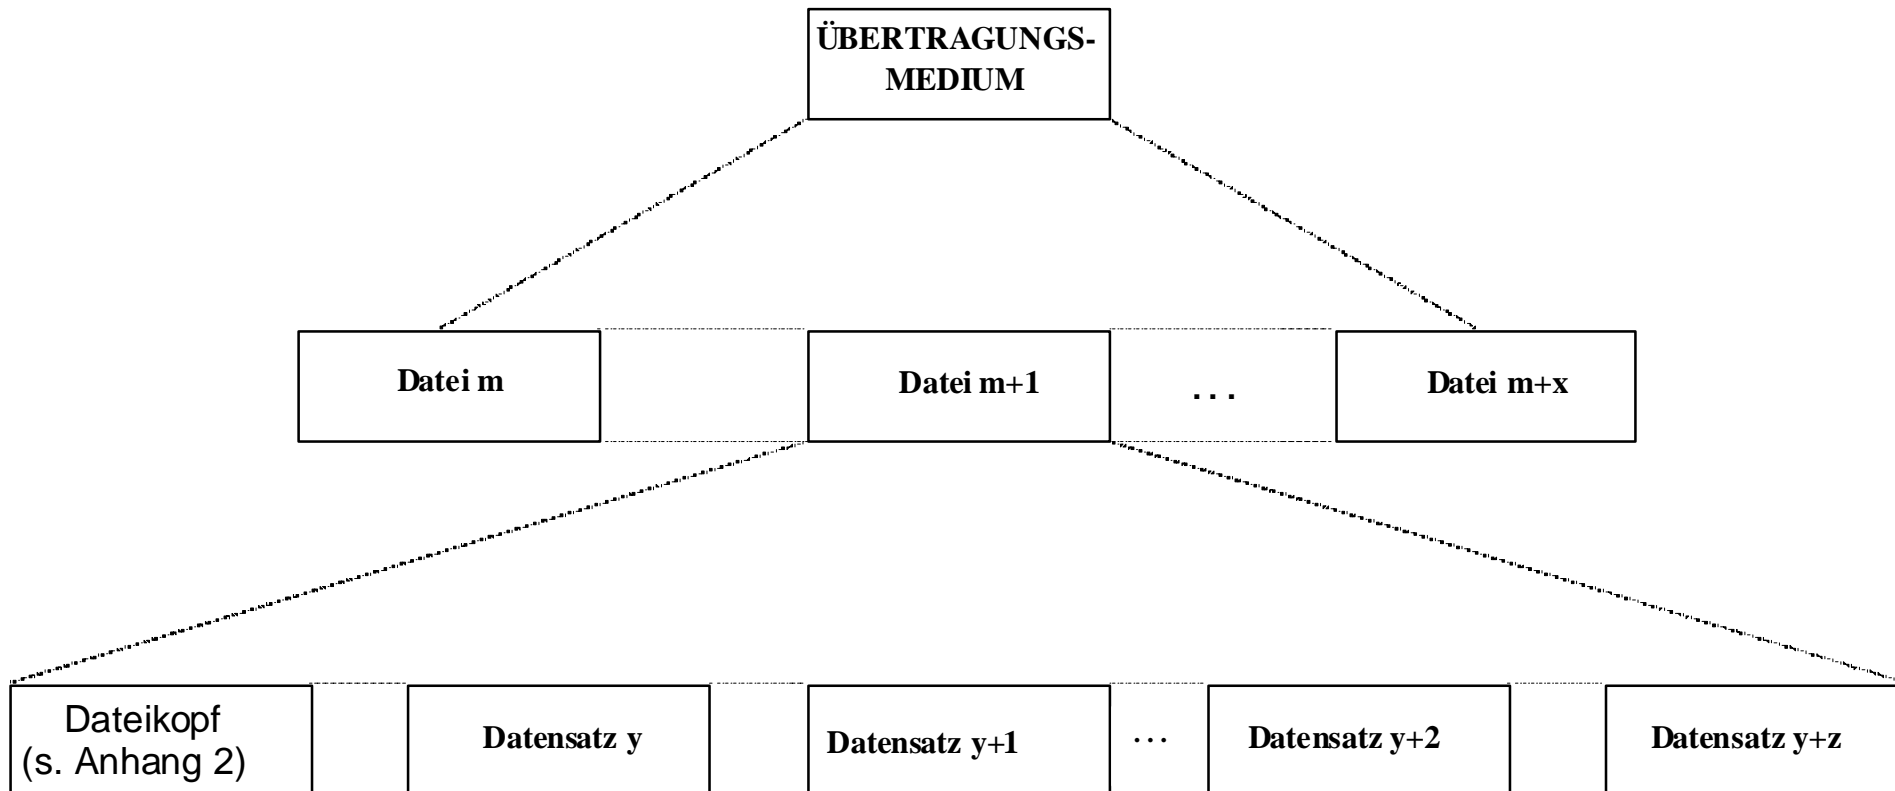 ÜBERTRAGUNGS-
MEDIUM
Datei m
Datei m+1
...
Datei m+x
Dateikopf
(s. Anhang 2)
Datensatz y
Datensatz y+1
...
Datensatz y+2
Datensatz y+z